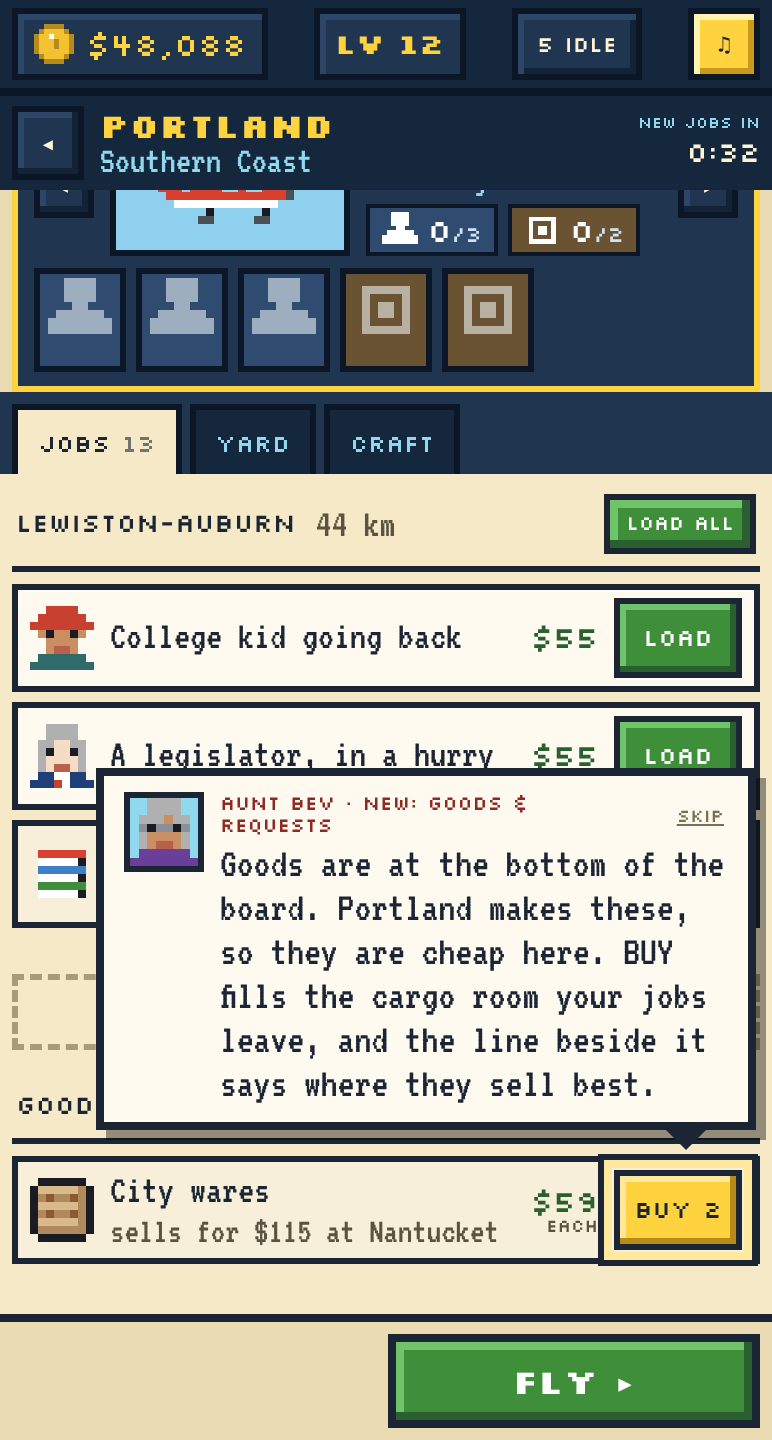 $48,088
LV 12
5 IDLE
♫
◂
PORTLAND
Southern Coast
NEW JOBS IN
0:32
0/3
0/2
JOBS 13
YARD
CRAFT
LEWISTON-AUBURN 44 km
LOAD ALL
College kid going back
$55
LOAD
A legislator, in a hurry
$55
LOAD
AUNT BEV · NEW: GOODS &
REQUESTS
SKIP
Goods are at the bottom of the
board. Portland makes these,
so they are cheap here. BUY
fills the cargo room your jobs
leave, and the line beside it
says where they sell best.
GOOD
City wares
sells for $115 at Nantucket
$59
EACH
BUY 2
FLY ▸